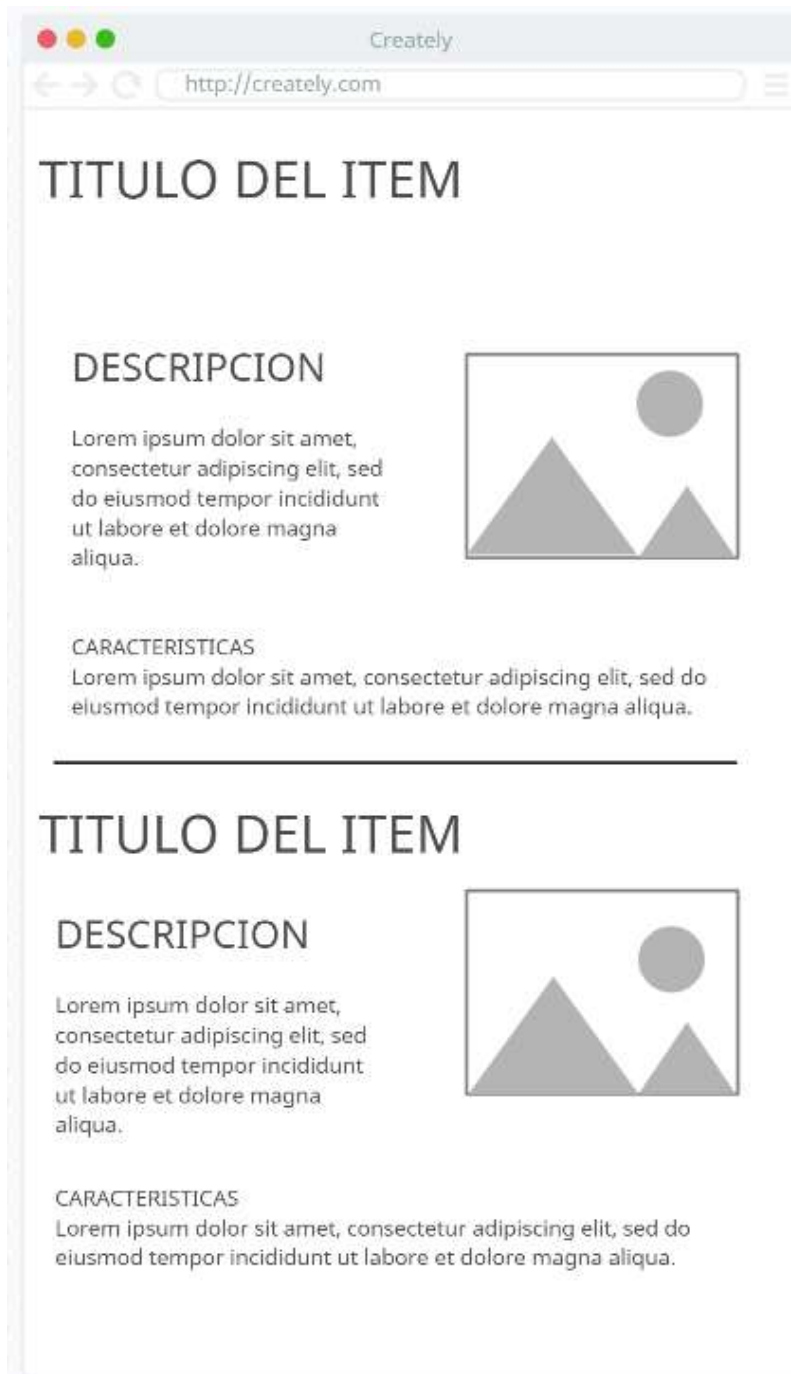 Creately
http://creately.com
TITULO DEL ITEM
DESCRIPCION
Lorem ipsum dolor sit amet,
consectetur adipiscing elit, sed
do eiusmod tempor incididunt
ut labore et dolore magna
aliqua.
CARACTERISTICAS
Lorem ipsum dolor sit amet, consectetur adipiscing elit, sed do
eiusmod tempor incididunt ut labore et dolore magna aliqua.
TITULO DEL ITEM
DESCRIPCION
Lorem ipsum dolor sit amet,
consectetur adipiscing elit, sed
do eiusmod tempor incididunt
ut labore et dolore magna
aliqua.
CARACTERISTICAS
Lorem ipsum dolor sit amet, consectetur adipiscing elit, sed do
eiusmod tempor incididunt ut labore et dolore magna aliqua.